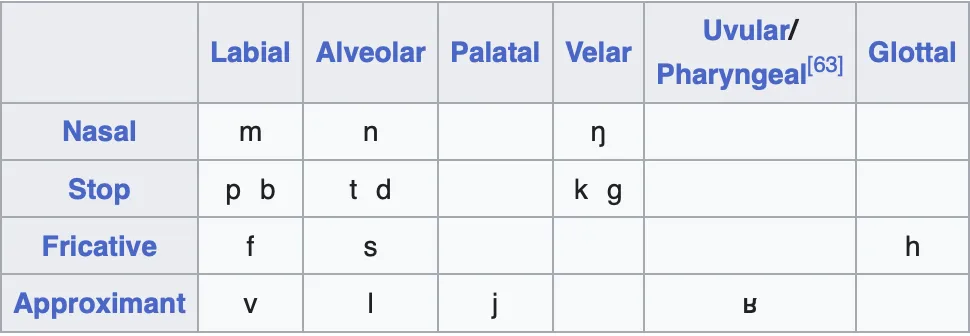 Labial Alveolar Palatal Velar Uvular/ Pharyngeal[63] Glottal
Nasal m n ŋ
Stop p b t d k g
Fricative f s h
Approximant v l j ʁ